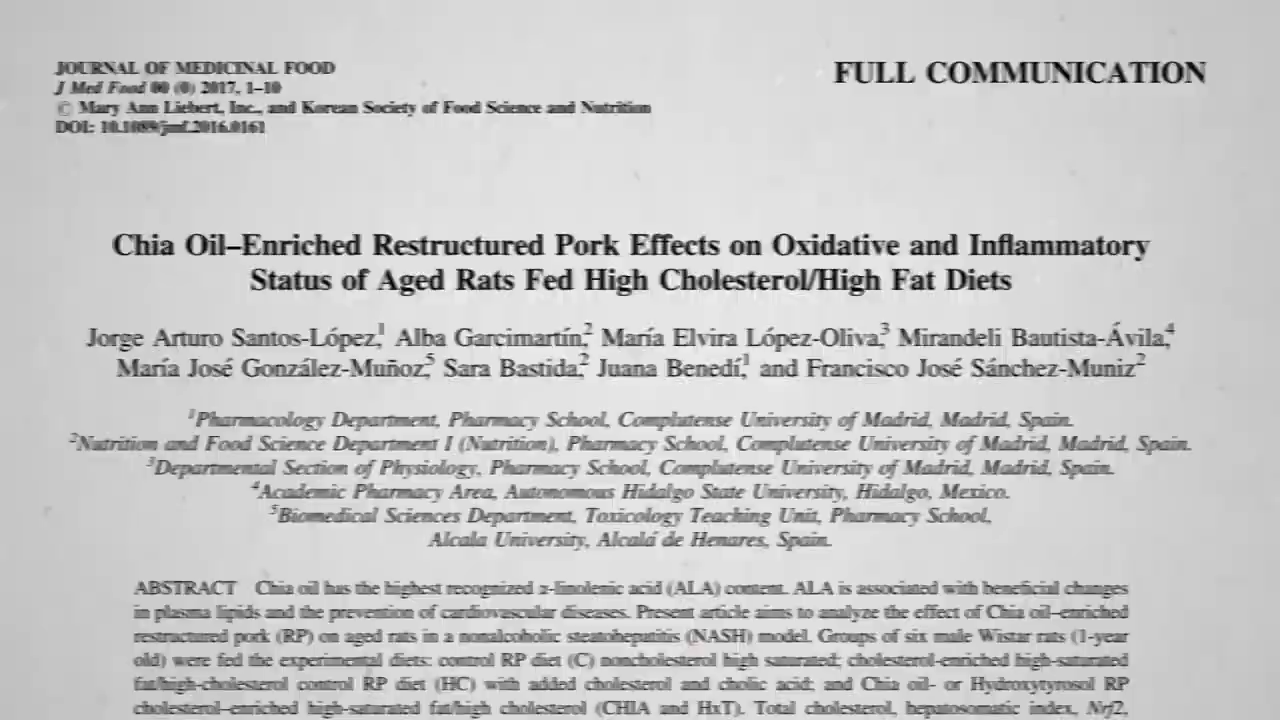 JOURNAL OF MEDICINAL FOOD
J Med Food 00 (0) 2017, 1–10
© Mary Ann Liebert, Inc., and Korean Society of Food Science and Nutrition
DOI: 10.1089/jmf.2016.0161
FULL COMMUNICATION
Chia Oil–Enriched Restructured Pork Effects on Oxidative and Inflammatory
Status of Aged Rats Fed High Cholesterol/High Fat Diets
Jorge Arturo Santos-López,1 Alba Garcimartín,2 María Elvira López-Oliva,3 Mirandeli Bautista-Ávila,4
María José González-Muñoz,5 Sara Bastida,2 Juana Benedí,1 and Francisco José Sánchez-Muniz2
1Pharmacology Department, Pharmacy School, Complutense University of Madrid, Madrid, Spain.
2Nutrition and Food Science Department I (Nutrition), Pharmacy School, Complutense University of Madrid, Madrid, Spain.
3Departmental Section of Physiology, Pharmacy School, Complutense University of Madrid, Madrid, Spain.
4Academic Pharmacy Area, Autonomous Hidalgo State University, Hidalgo, Mexico.
5Biomedical Sciences Department, Toxicology Teaching Unit, Pharmacy School,
Alcala University, Alcalá de Henares, Spain.
ABSTRACT Chia oil has the highest recognized α-linolenic acid (ALA) content. ALA is associated with beneficial changes
in plasma lipids and the prevention of cardiovascular diseases. Present article aims to analyze the effect of Chia oil–enriched
restructured pork (RP) on aged rats in a nonalcoholic steatohepatitis (NASH) model. Groups of six male Wistar rats (1-year
old) were fed the experimental diets: control RP diet (C) noncholesterol high saturated; cholesterol-enriched high-saturated
fat/high-cholesterol control RP diet (HC) with added cholesterol and cholic acid; and Chia oil- or Hydroxytyrosol RP
cholesterol–enriched high-saturated fat/high cholesterol (CHIA and HxT). Total cholesterol, hepatosomatic index, Nrf2,